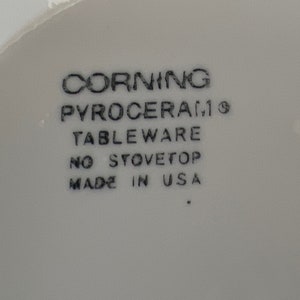 CORNING
PYROCERAM®
TABLEWARE
NO STOVETOP
MADE IN USA